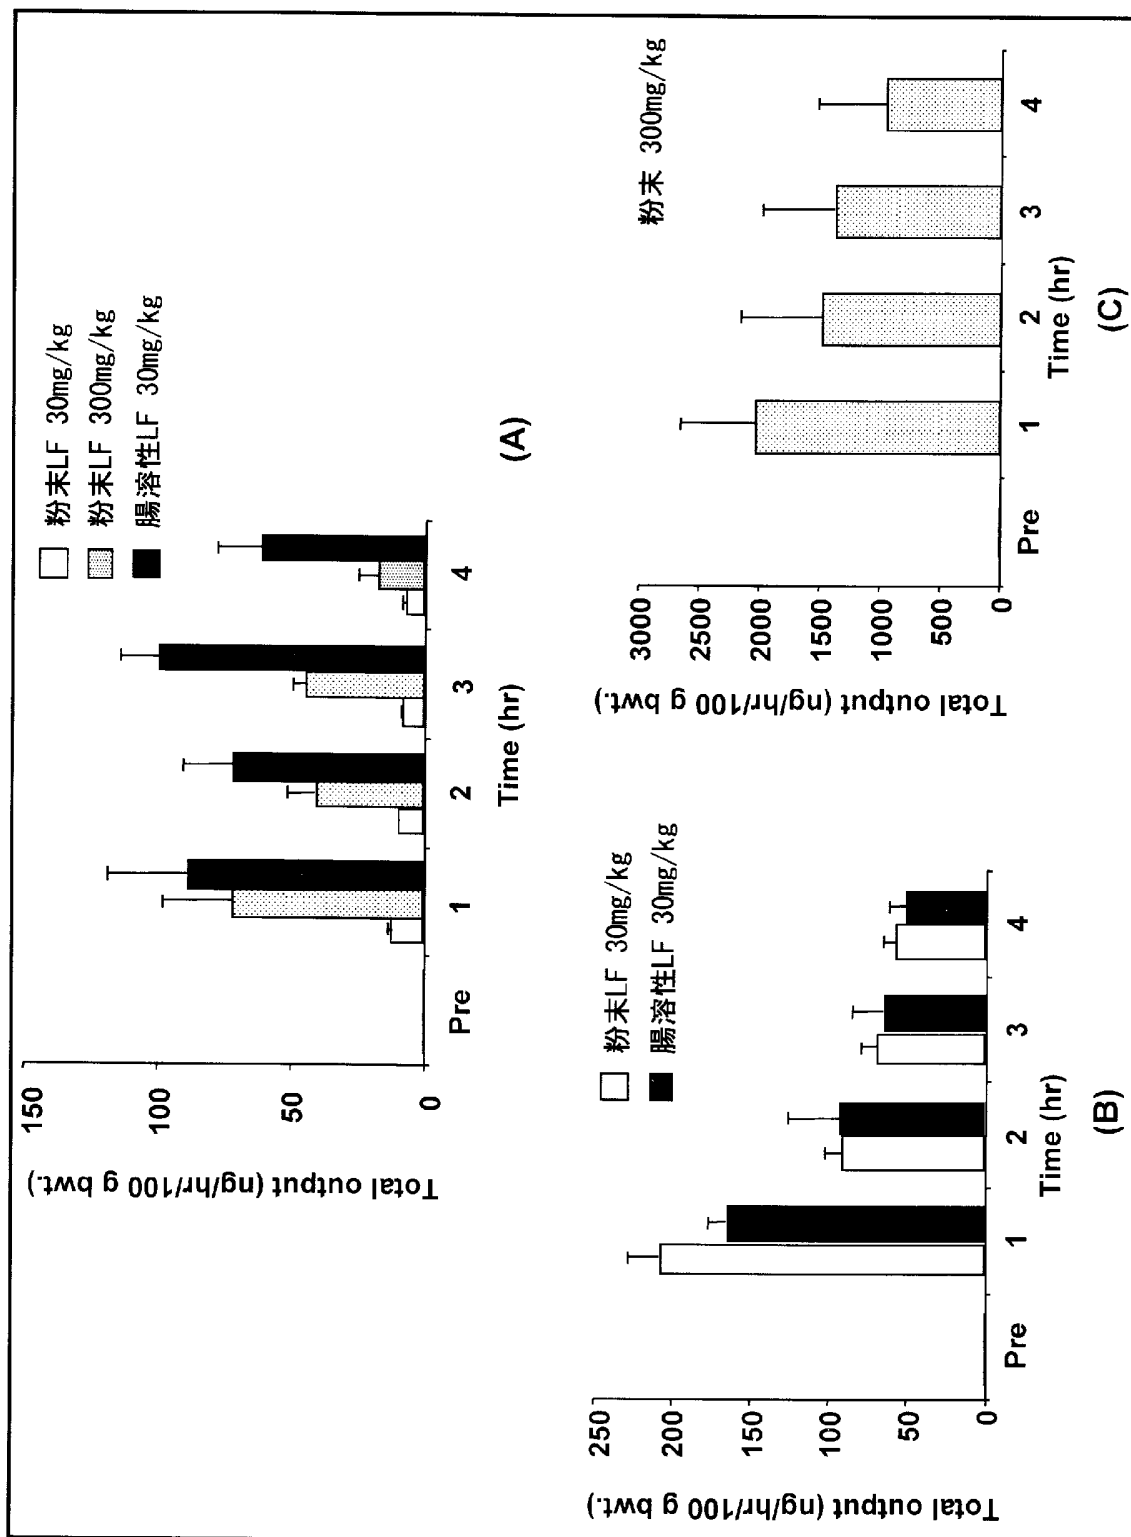 粉末LF 30mg/kg
粉末LF 300mg/kg
腸溶性LF 30mg/kg
Total output (ng/hr/100 g bwt.)
150
100
50
0
Pre
1
2
3
4
Time (hr)
(A)
粉末LF 30mg/kg
腸溶性LF 30mg/kg
Total output (ng/hr/100 g bwt.)
250
200
150
100
50
0
Pre
1
2
3
4
Time (hr)
(B)
粉末 300mg/kg
Total output (ng/hr/100 g bwt.)
3000
2500
2000
1500
1000
500
0
Pre
1
2
3
4
Time (hr)
(C)